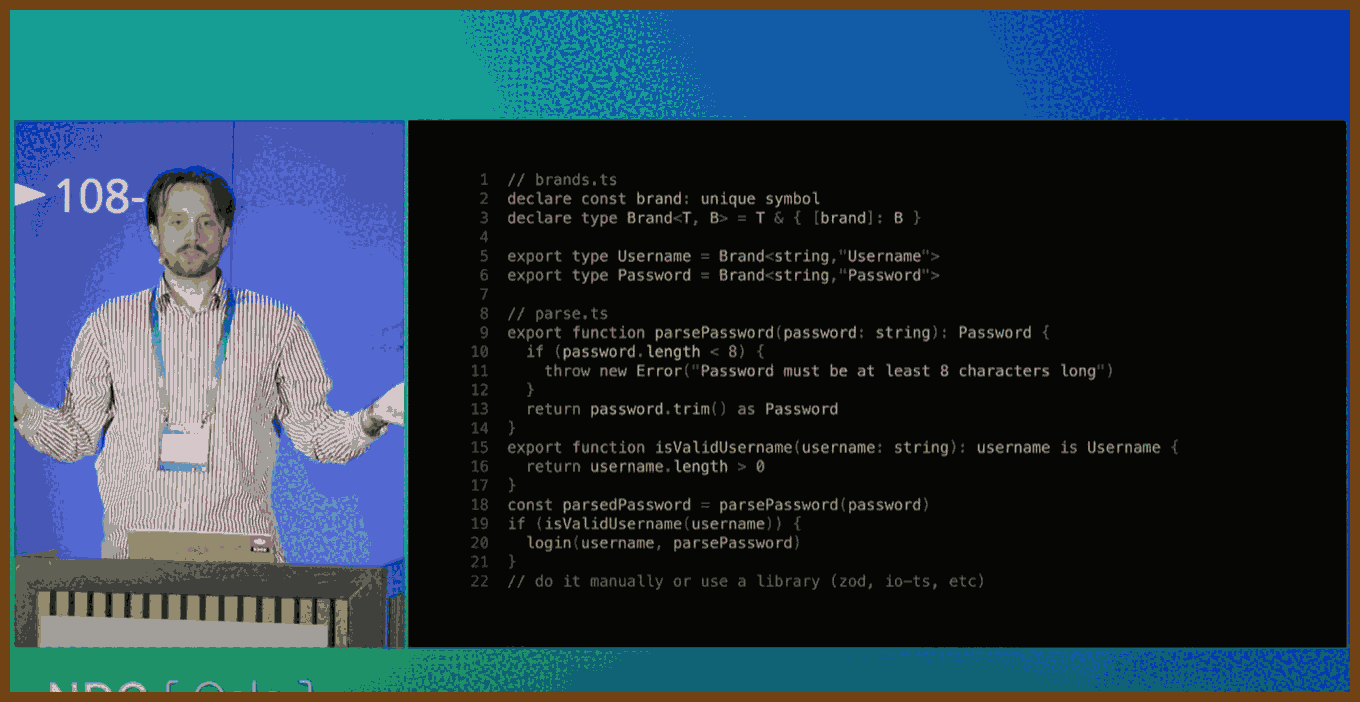 108-
1 // brands.ts
2 declare const brand: unique symbol
3 declare type Brand<T, B> = T & { [brand]: B }
4
5 export type Username = Brand<string,"Username">
6 export type Password = Brand<string,"Password">
7
8 // parse.ts
9 export function parsePassword(password: string): Password {
10 if (password.length < 8) {
11 throw new Error("Password must be at least 8 characters long")
12 }
13 return password.trim() as Password
14 }
15 export function isValidUsername(username: string): username is Username {
16 return username.length > 0
17 }
18 const parsedPassword = parsePassword(password)
19 if (isValidUsername(username)) {
20 login(username, parsePassword)
21 }
22 // do it manually or use a library (zod, io-ts, etc)